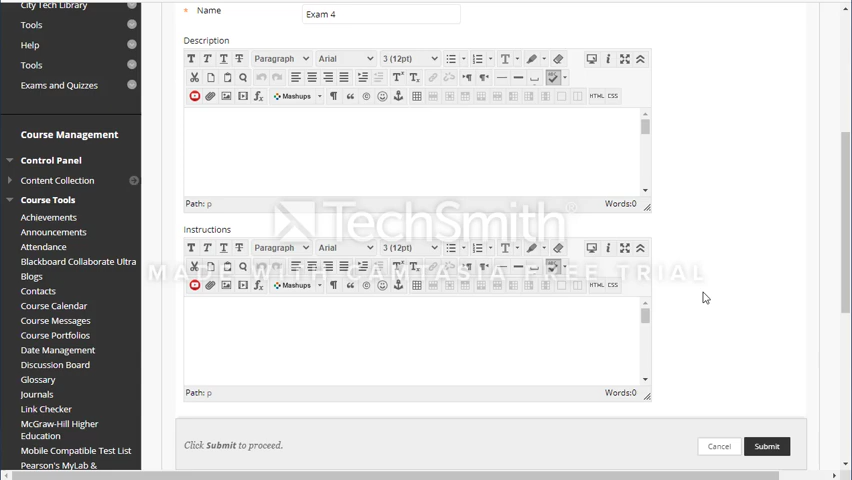 City Tech Library
Tools
Help
Tools
Exams and Quizzes
Course Management
Control Panel
Content Collection
Course Tools
Achievements
Announcements
Attendance
Blackboard Collaborate Ultra
Blogs
Contacts
Course Calendar
Course Messages
Course Portfolios
Date Management
Discussion Board
Glossary
Journals
Link Checker
McGraw-Hill Higher
Education
Mobile Compatible Test List
Pearson's MyLab &
* Name Exam 4
Description
T T T T Paragraph Arial 3 (12pt) T
Mashups HTML CSS
Path: p Words:0
TechSmith®
Instructions
T T T T Paragraph Arial 3 (12pt) T
MADE WITH CAMTASIA FREE TRIAL
Mashups HTML CSS
Path: p Words:0
Click Submit to proceed. Cancel Submit